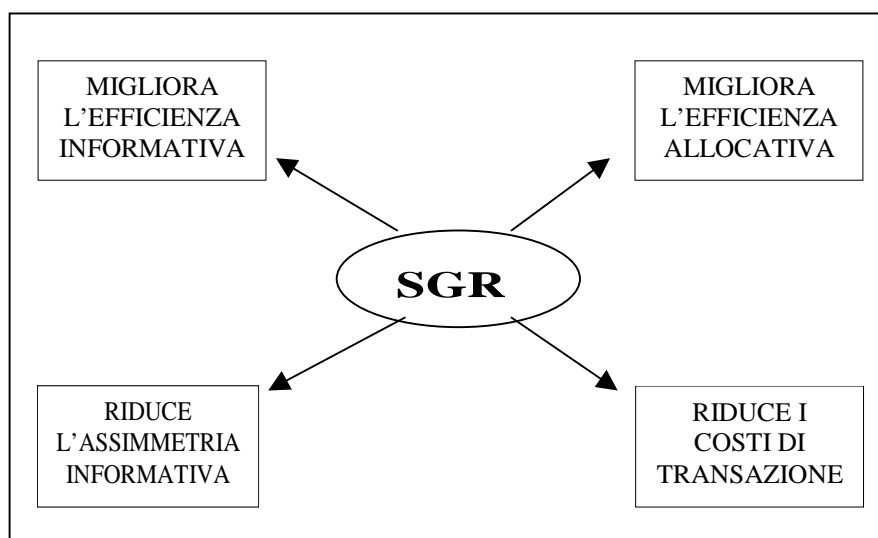 MIGLIORA
L'EFFICIENZA
INFORMATIVA
MIGLIORA
L'EFFICIENZA
ALLOCATIVA
SGR
RIDUCE
L'ASSIMMETRIA
INFORMATIVA
RIDUCE I
COSTI DI
TRANSAZIONE